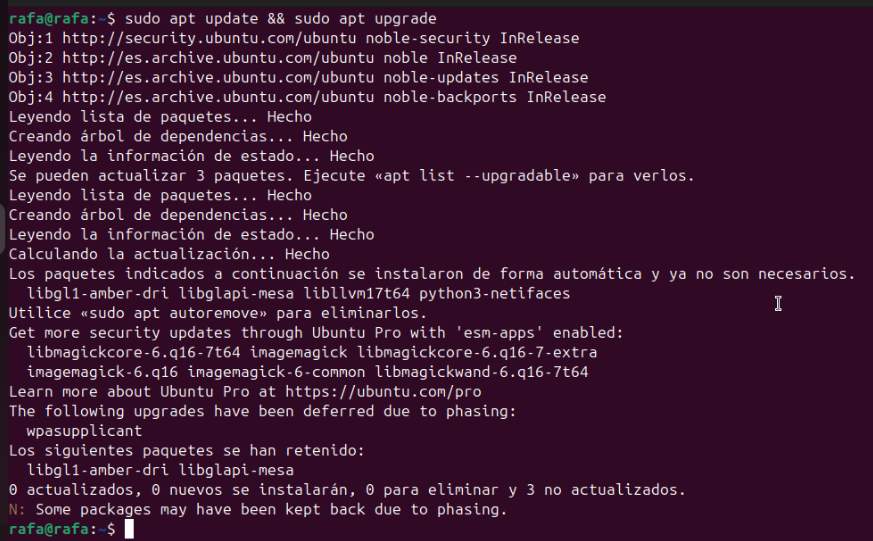 rafa@rafa:~$ sudo apt update && sudo apt upgrade
Obj:1 http://security.ubuntu.com/ubuntu noble-security InRelease
Obj:2 http://es.archive.ubuntu.com/ubuntu noble InRelease
Obj:3 http://es.archive.ubuntu.com/ubuntu noble-updates InRelease
Obj:4 http://es.archive.ubuntu.com/ubuntu noble-backports InRelease
Leyendo lista de paquetes... Hecho
Creando árbol de dependencias... Hecho
Leyendo la información de estado... Hecho
Se pueden actualizar 3 paquetes. Ejecute «apt list --upgradable» para verlos.
Leyendo lista de paquetes... Hecho
Creando árbol de dependencias... Hecho
Leyendo la información de estado... Hecho
Calculando la actualización... Hecho
Los paquetes indicados a continuación se instalaron de forma automática y ya no son necesarios.
  libgl1-amber-dri libglapi-mesa libllvm17t64 python3-netifaces
Utilice «sudo apt autoremove» para eliminarlos.
Get more security updates through Ubuntu Pro with 'esm-apps' enabled:
  libmagickcore-6.q16-7t64 imagemagick libmagickcore-6.q16-7-extra
  imagemagick-6.q16 imagemagick-6-common libmagickwand-6.q16-7t64
Learn more about Ubuntu Pro at https://ubuntu.com/pro
The following upgrades have been deferred due to phasing:
  wpasupplicant
Los siguientes paquetes se han retenido:
  libgl1-amber-dri libglapi-mesa
0 actualizados, 0 nuevos se instalarán, 0 para eliminar y 3 no actualizados.
N: Some packages may have been kept back due to phasing.
rafa@rafa:~$